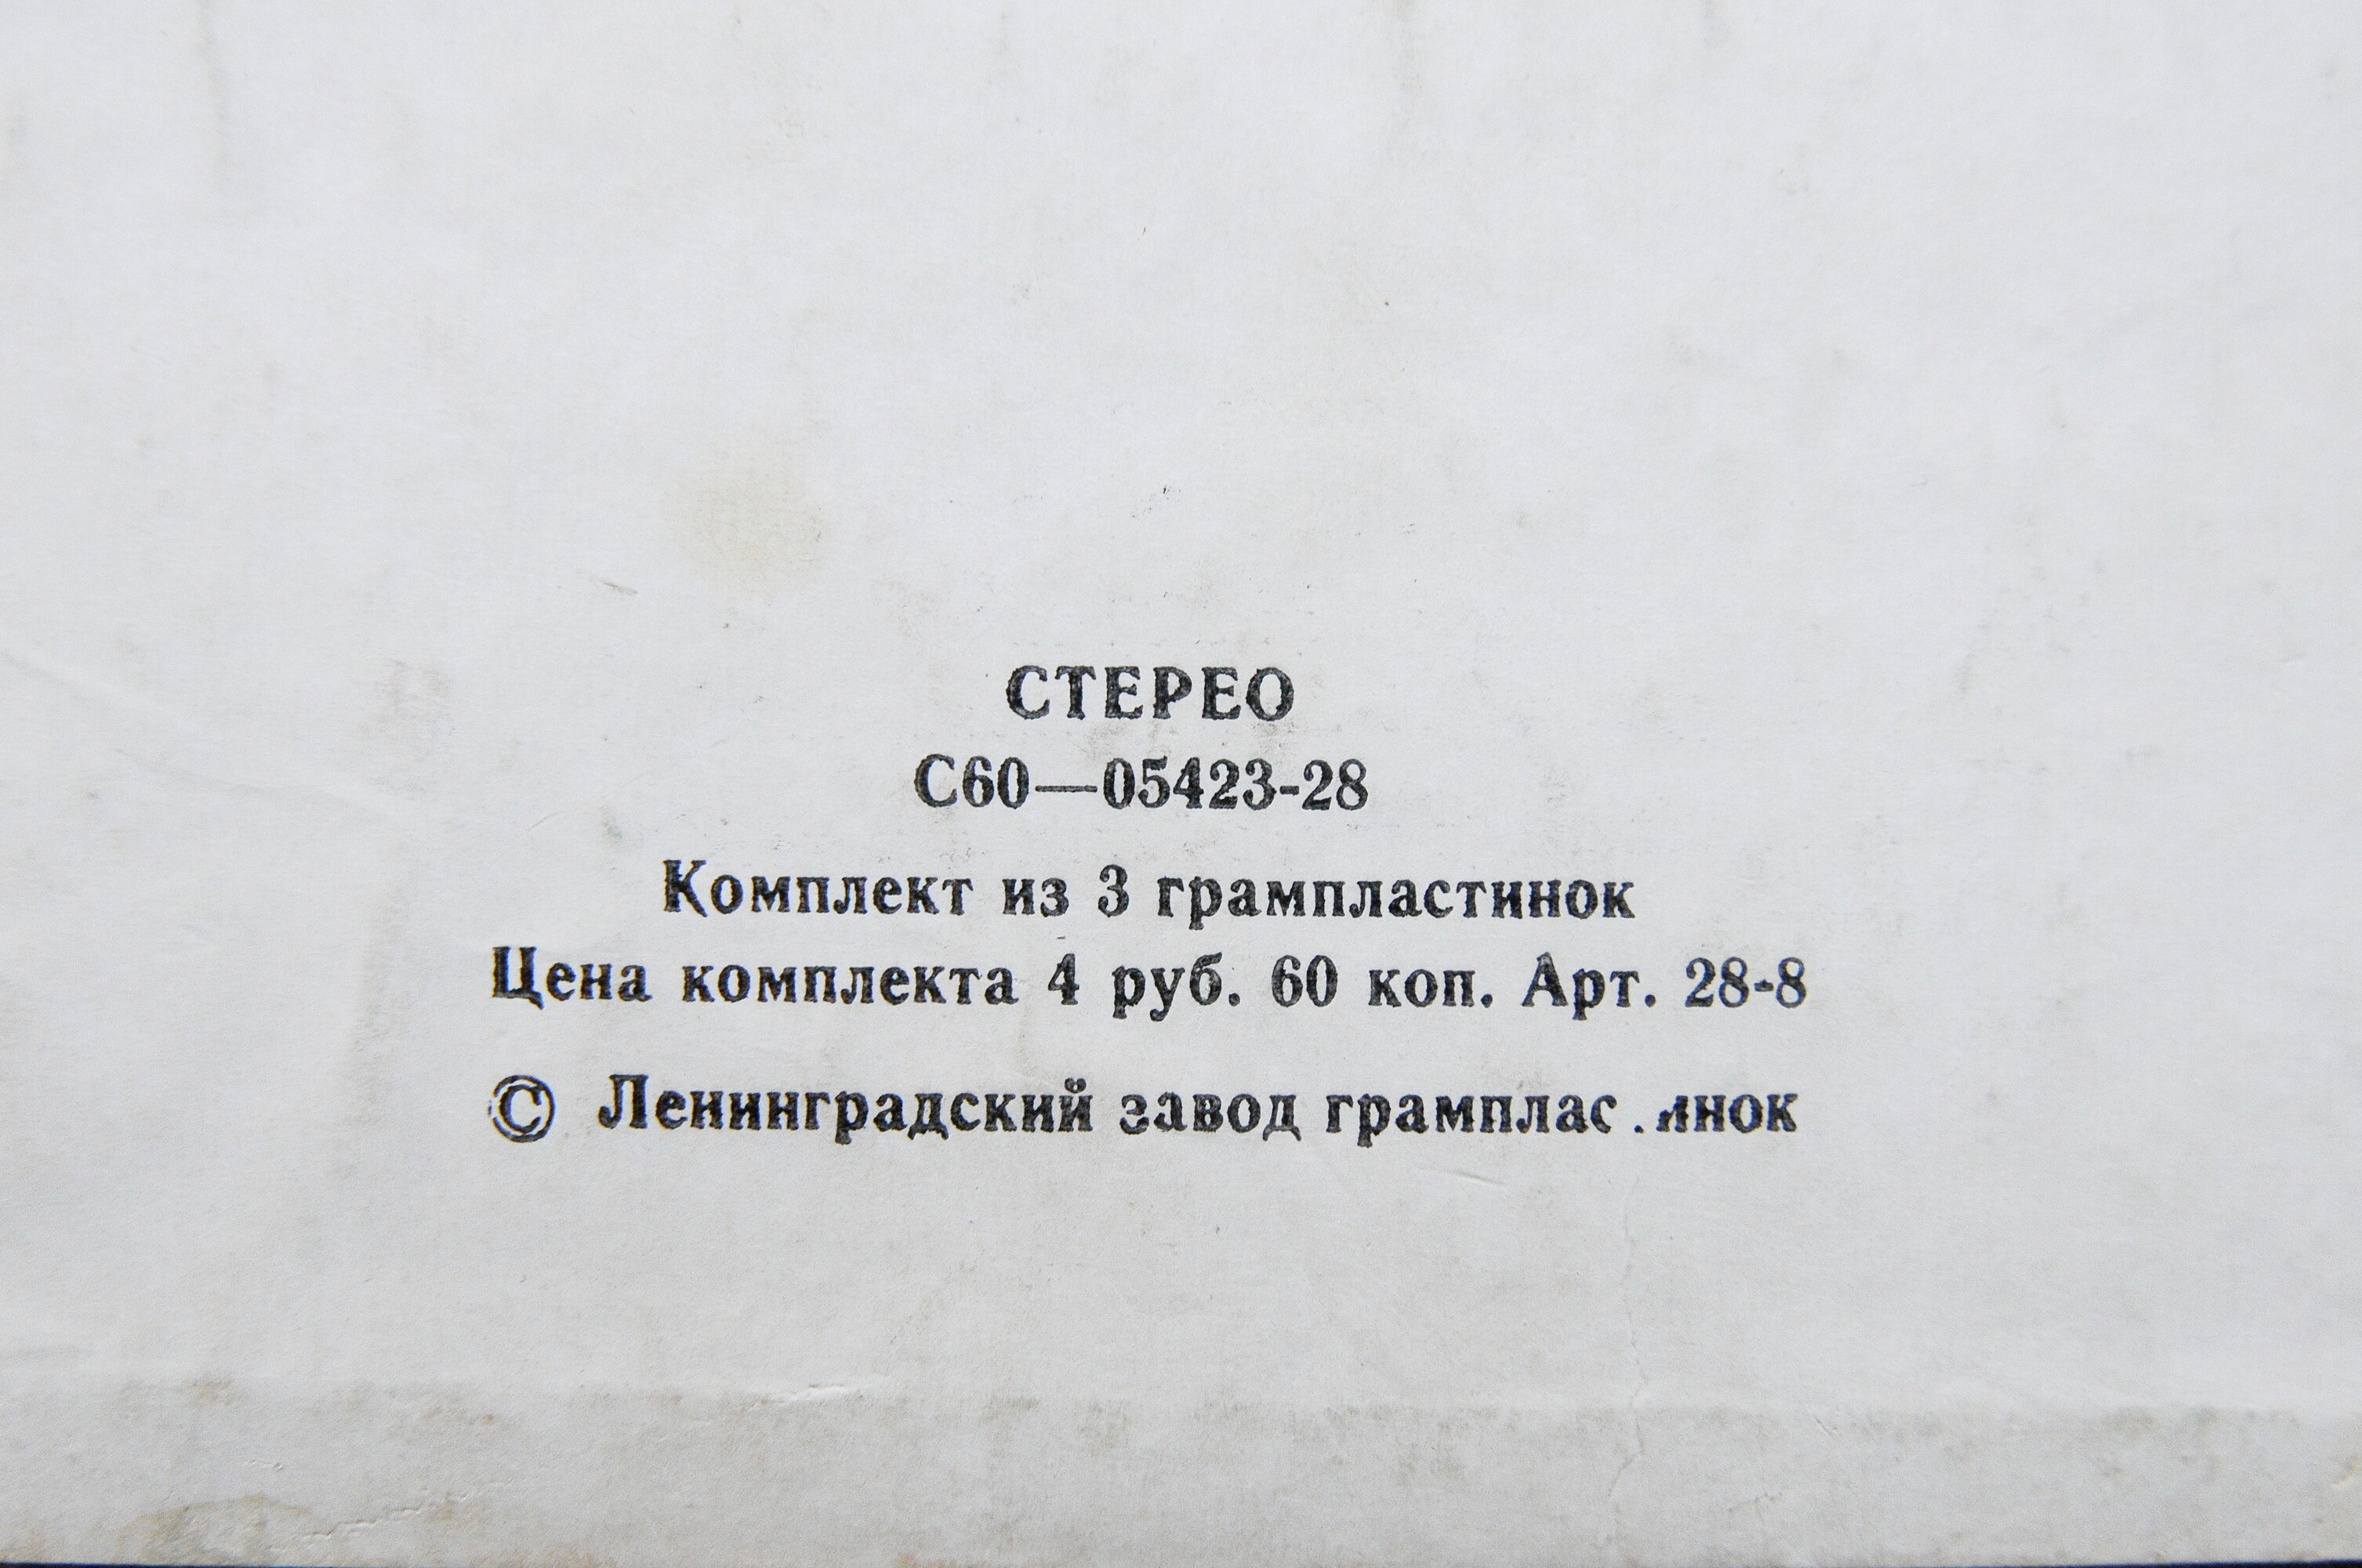 СТЕРЕО
С60—05423-28
Комплект из 3 грампластинок
Цена комплекта 4 руб. 60 коп. Арт. 28-8
© Ленинградский завод грампластинок